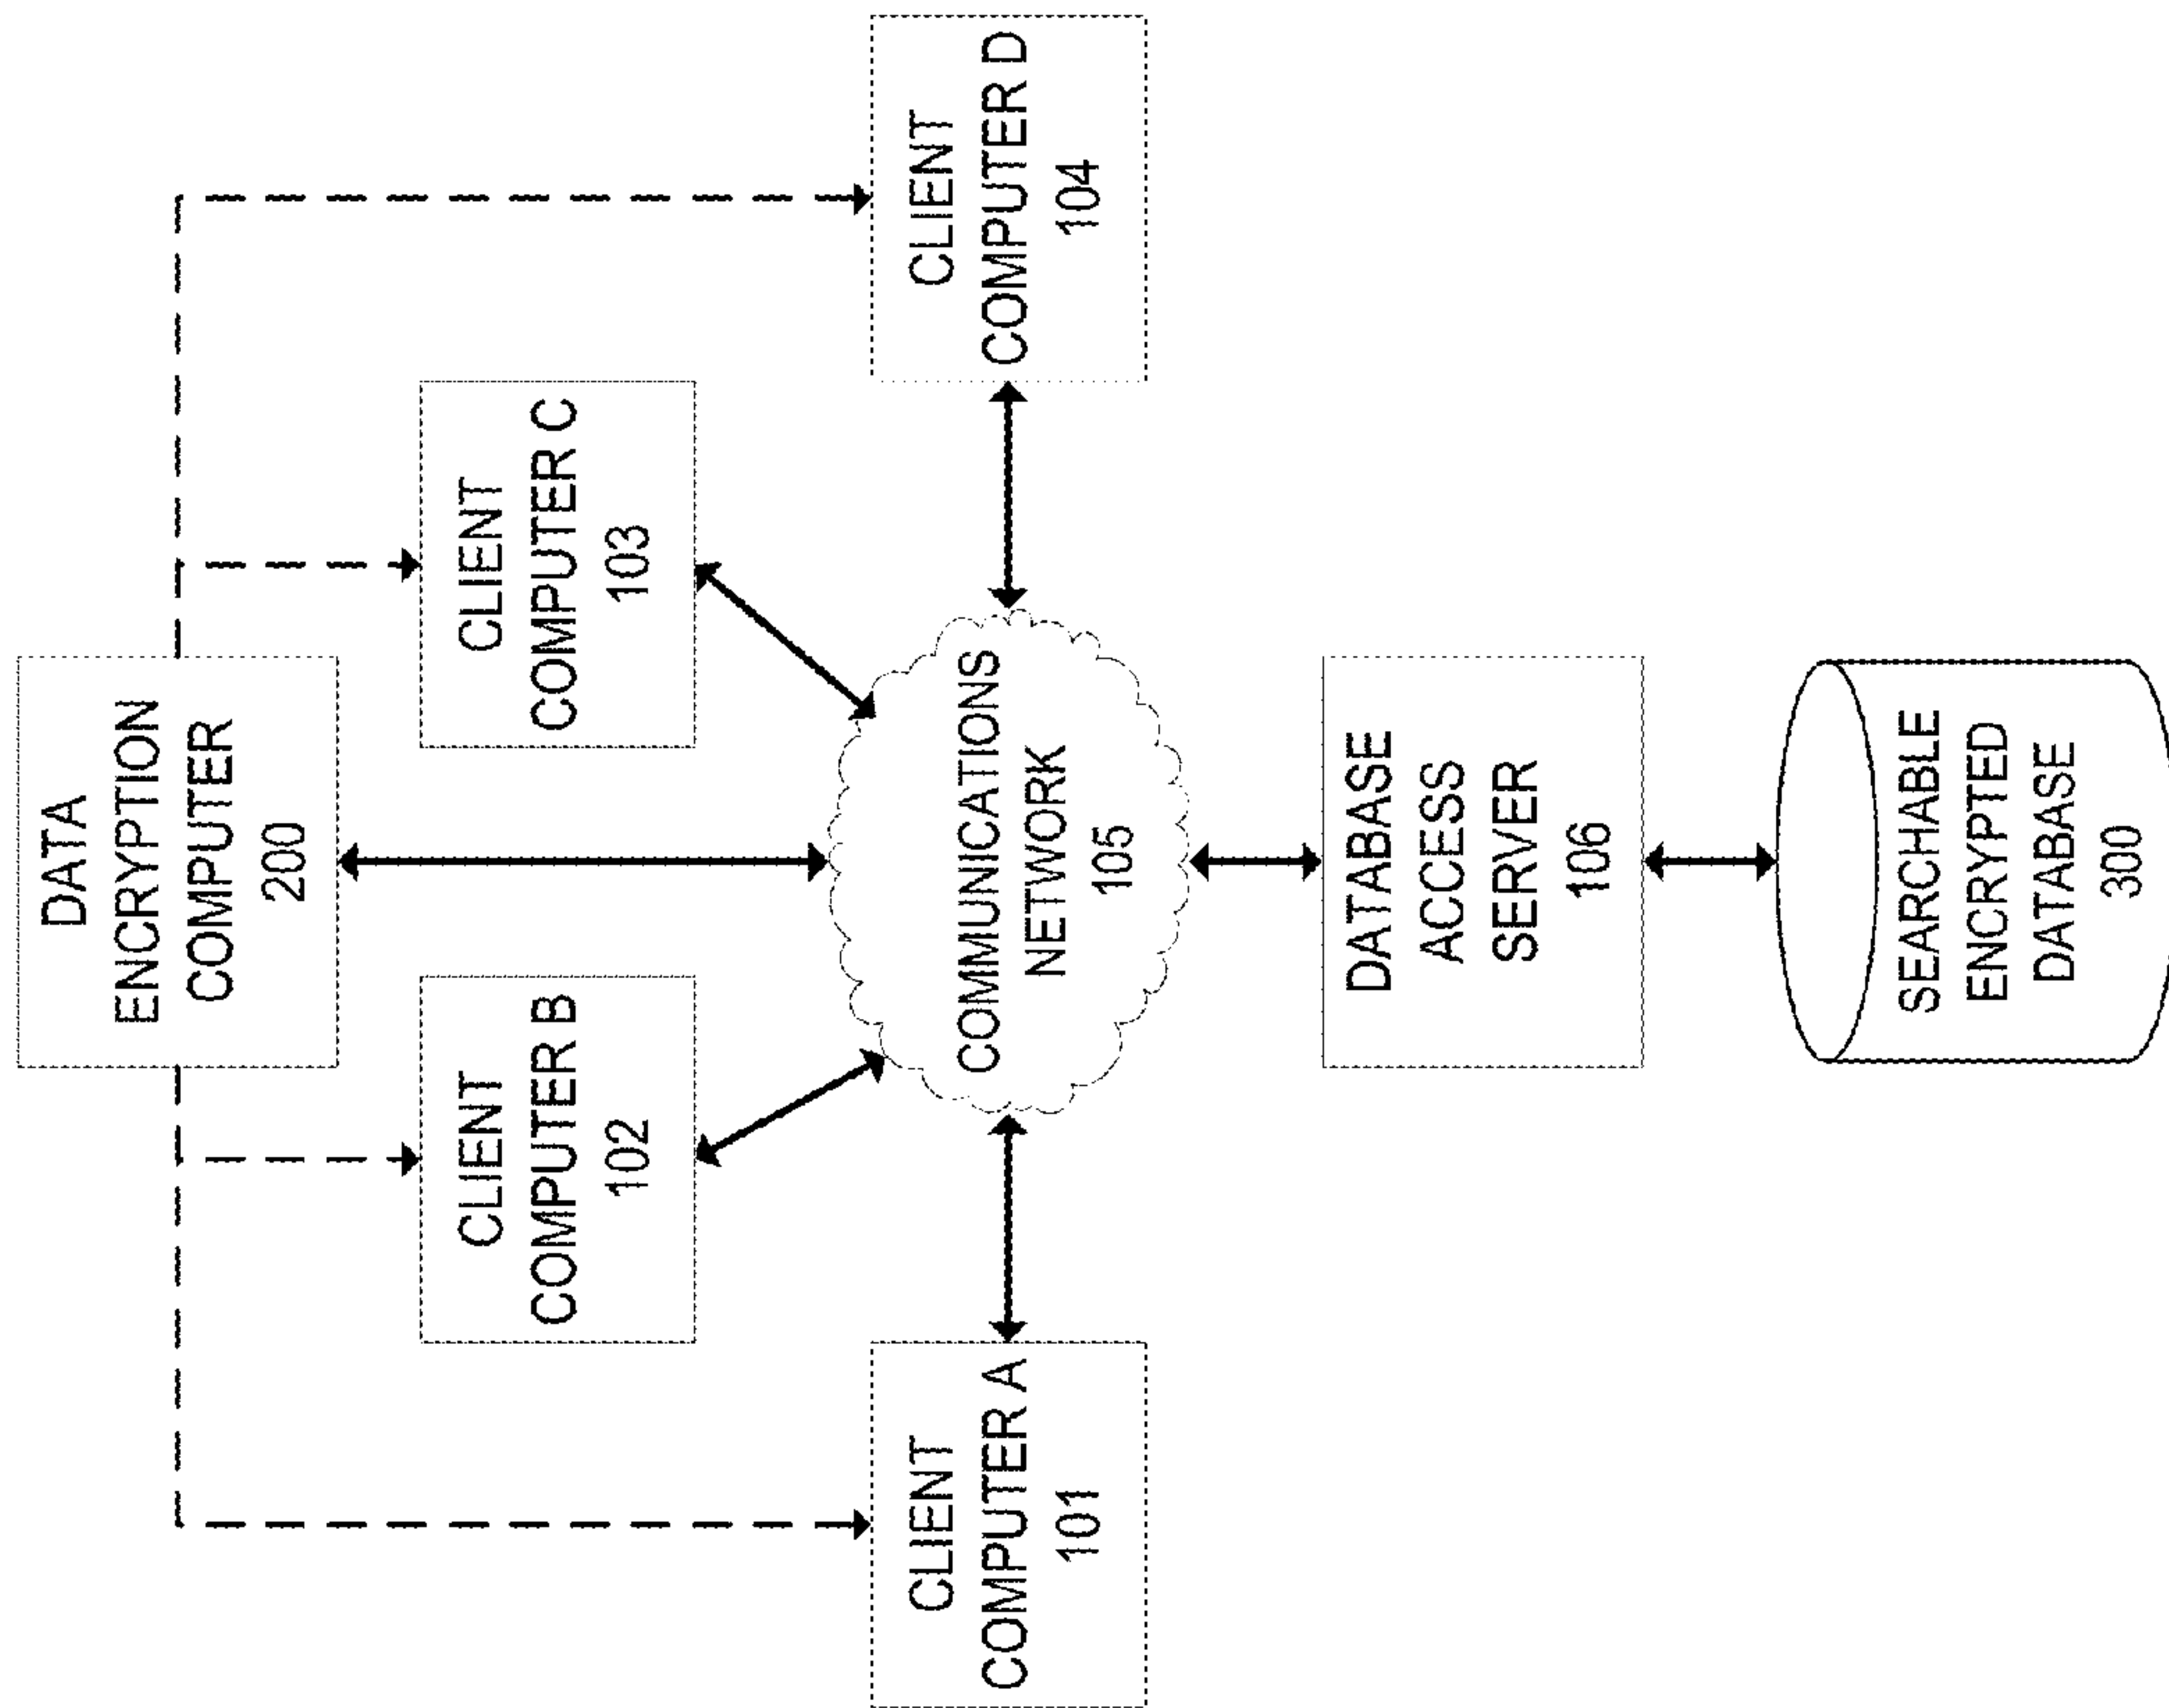 DATA
ENCRYPTION
COMPUTER
200
CLIENT
COMPUTER B
102
CLIENT
COMPUTER C
103
CLIENT
COMPUTER A
101
COMMUNICATIONS
NETWORK
105
CLIENT
COMPUTER D
104
DATABASE
ACCESS
SERVER
106
SEARCHABLE
ENCRYPTED
DATABASE
300